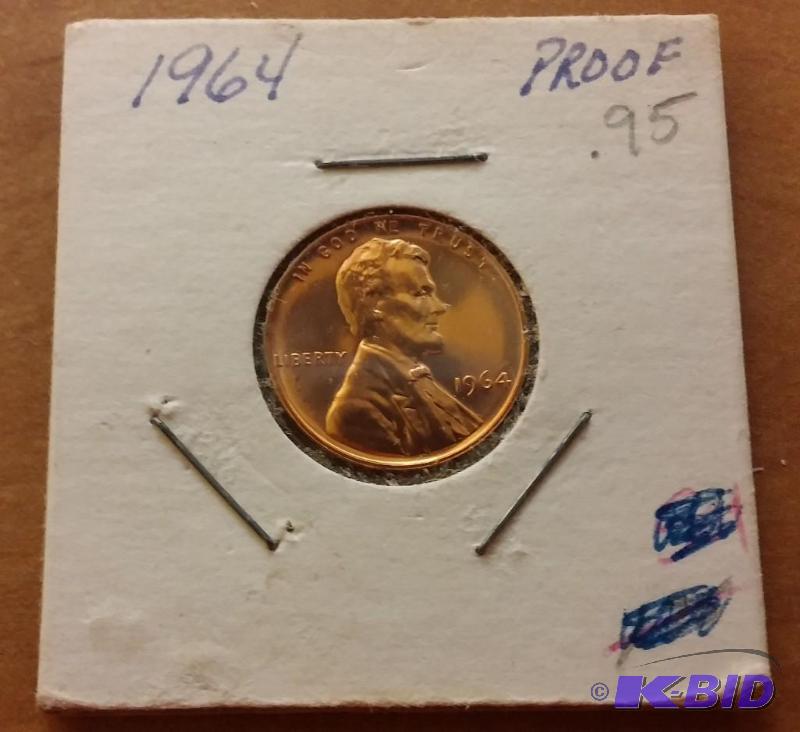 1964 PROOF
.95
IN GOD WE TRUST
LIBERTY 1964
© K-BID